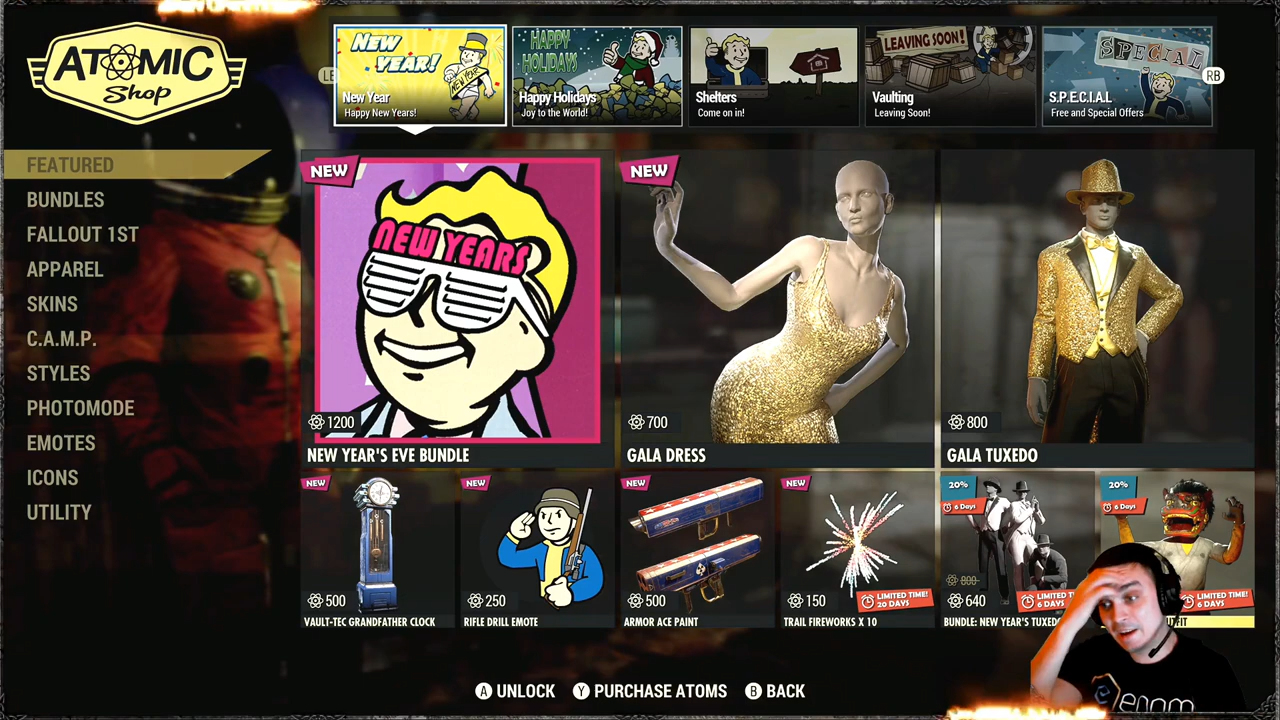 ATOMIC
Shop
LB
NEW
YEAR!
NEW YEAR
New Year
Happy New Years!
HAPPY
HOLIDAYS
Happy Holidays
Joy to the World!
Shelters
Come on in!
LEAVING SOON!
Vaulting
Leaving Soon!
SPECIAL
S.P.E.C.I.A.L
Free and Special Offers
RB
FEATURED
BUNDLES
FALLOUT 1ST
APPAREL
SKINS
C.A.M.P.
STYLES
PHOTOMODE
EMOTES
ICONS
UTILITY
NEW
NEW YEARS
1200
NEW YEAR'S EVE BUNDLE
NEW
700
GALA DRESS
800
GALA TUXEDO
NEW
500
VAULT-TEC GRANDFATHER CLOCK
NEW
250
RIFLE DRILL EMOTE
NEW
500
ARMOR ACE PAINT
NEW
150
LIMITED TIME!
20 DAYS
TRAIL FIREWORKS X 10
20%
6 Days
800
640
LIMITED TIME!
6 DAYS
BUNDLE: NEW YEAR'S TUXEDO
20%
6 Days
LIMITED TIME!
6 DAYS
A UNLOCK
Y PURCHASE ATOMS
B BACK